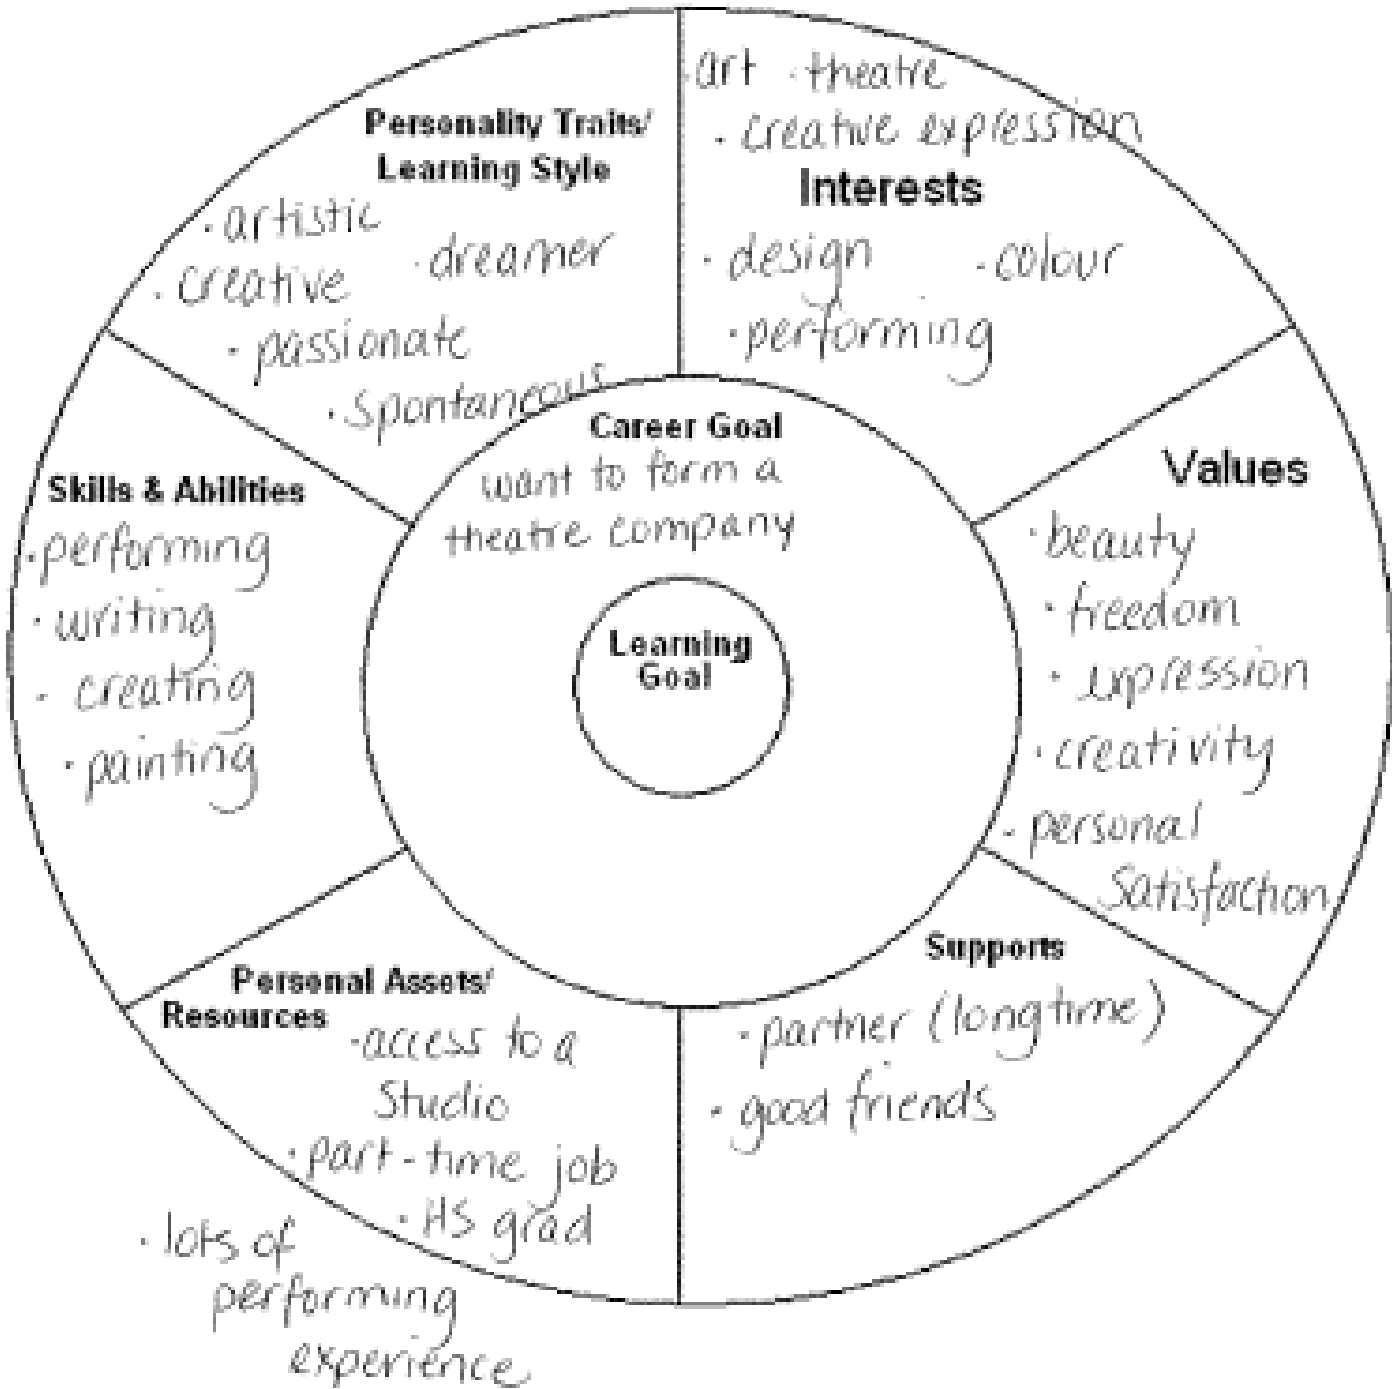 Personality Traits/
Learning Style
· artistic
· dreamer
· creative
· passionate
· spontaneous
· art · theatre
· creative expression
Interests
· design · colour
· performing
Values
· beauty
· freedom
· expression
· creativity
· personal
satisfaction
Supports
· partner (longtime)
· good friends
Personal Assets/
Resources
· access to a
studio
· part-time job
· HS grad
· lots of
performing
experience
Skills & Abilities
· performing
· writing
· creating
· painting
Career Goal
want to form a
theatre company
Learning
Goal